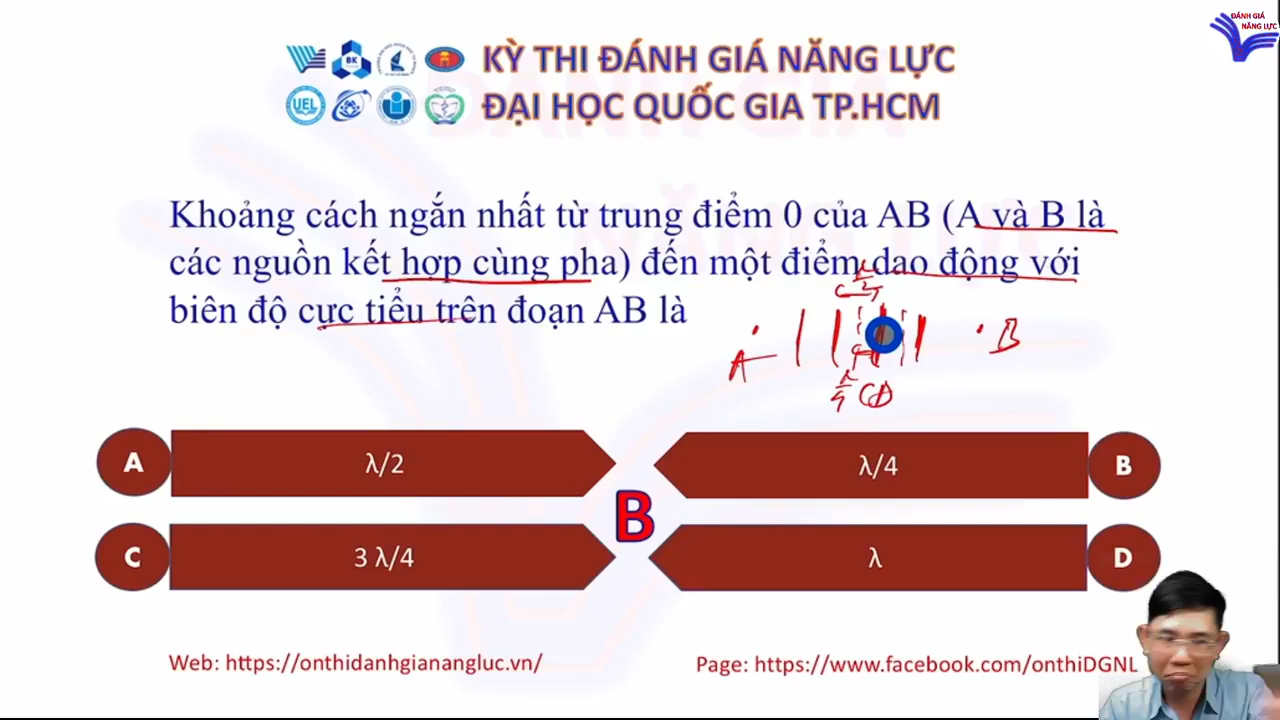 ĐÁNH GIÁ
NĂNG LỰC
KỲ THI ĐÁNH GIÁ NĂNG LỰC
BK
UEL
ĐẠI HỌC QUỐC GIA TP.HCM
Khoảng cách ngắn nhất từ trung điểm 0 của AB (A và B là
các nguồn kết hợp cùng pha) đến một điểm dao động với
biên độ cực tiểu trên đoạn AB là
A
B
A
λ/2
λ/4
B
B
C
3 λ/4
λ
D
Web: https://onthidanhgianangluc.vn/
Page: https://www.facebook.com/onthiDGNL